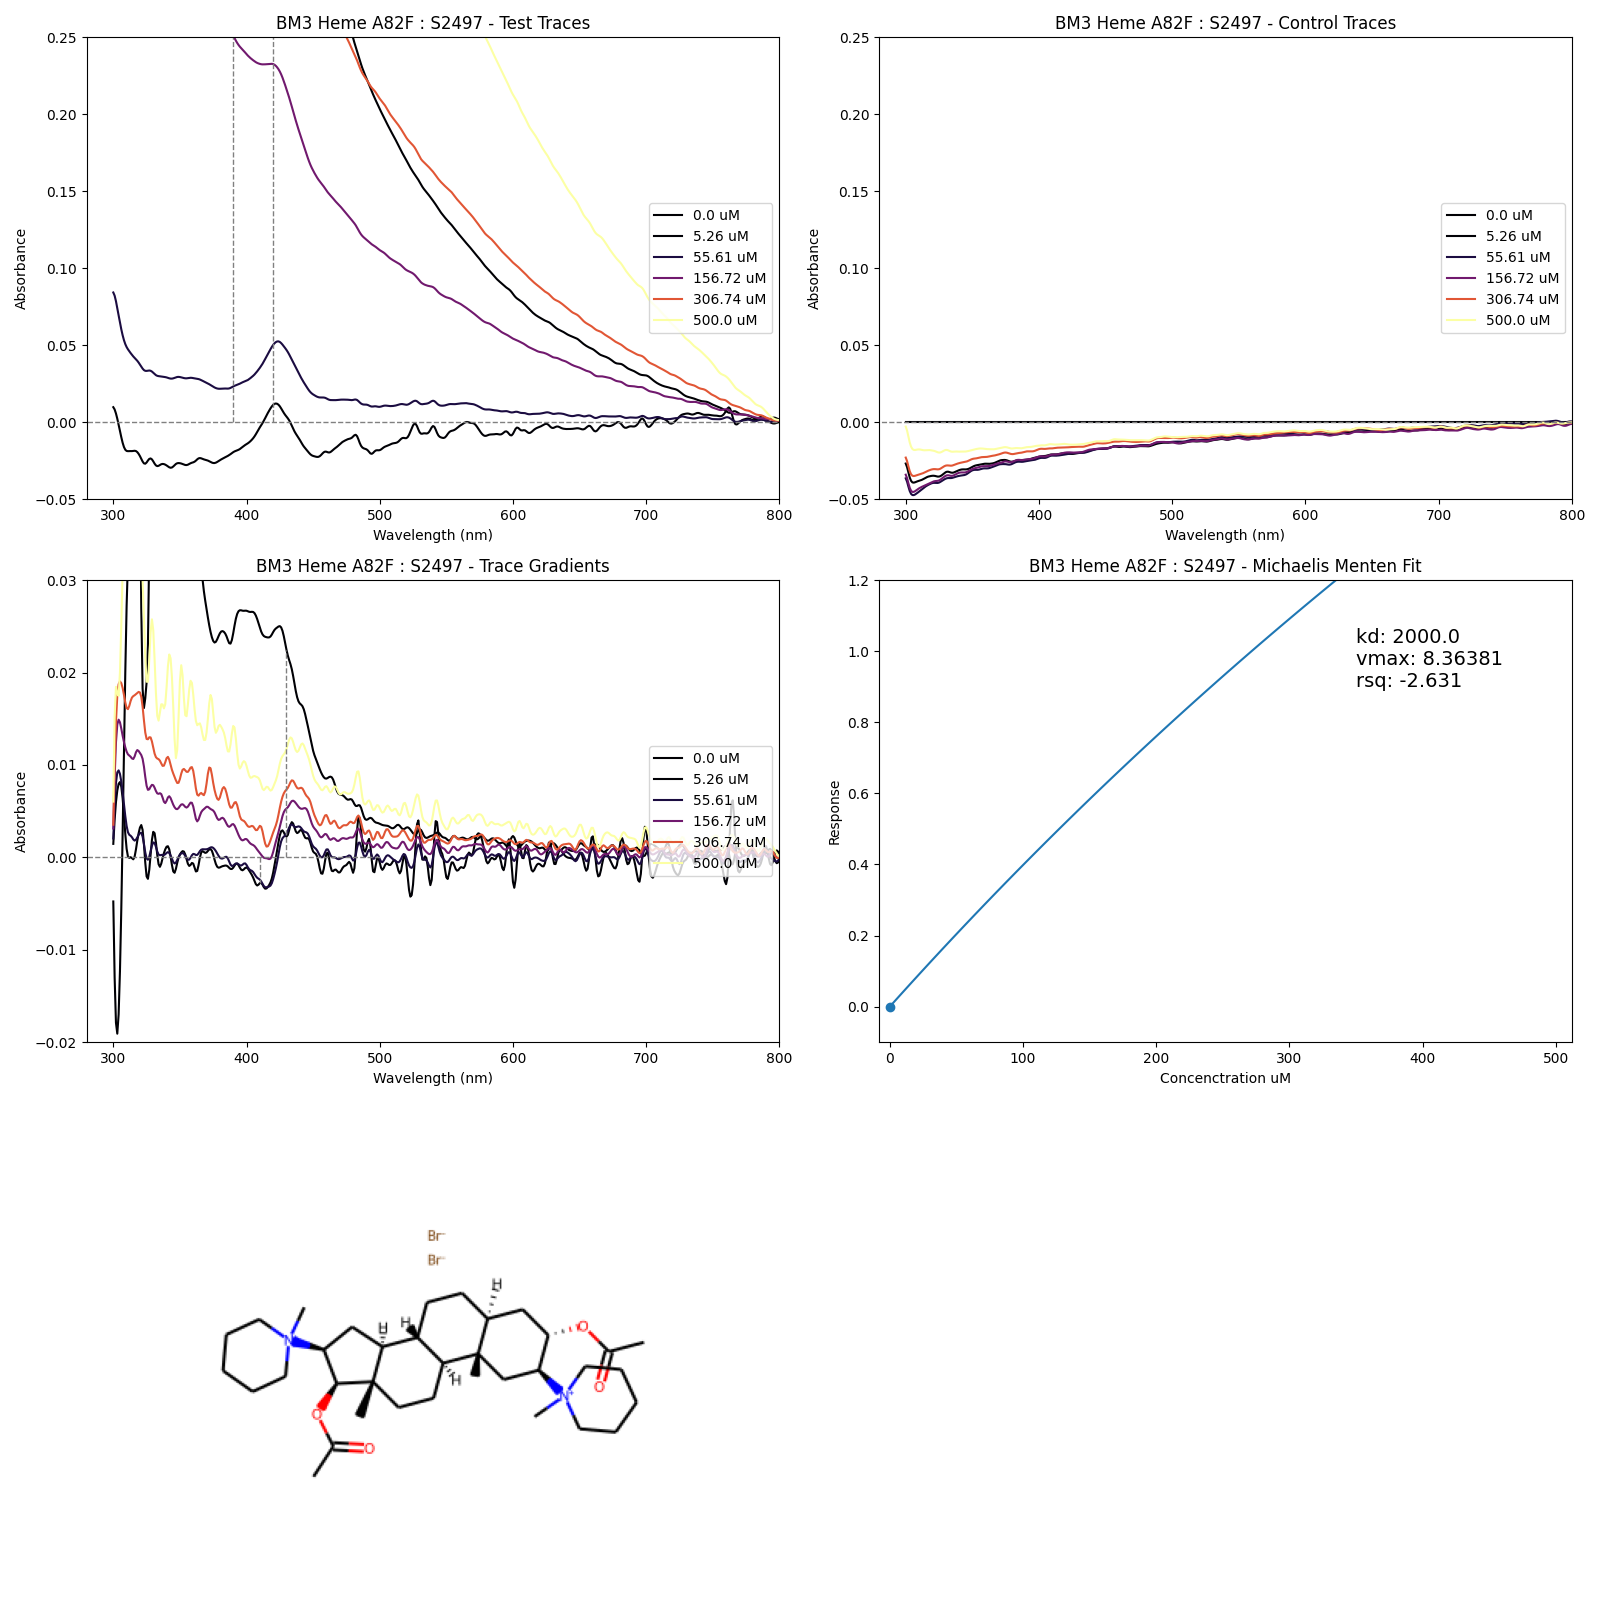 BM3 Heme A82F : S2497 - Test Traces
0.25
0.20
0.15
0.10
0.05
0.00
−0.05
Absorbance
300
400
500
600
700
800
Wavelength (nm)
0.0 uM
5.26 uM
55.61 uM
156.72 uM
306.74 uM
500.0 uM
BM3 Heme A82F : S2497 - Control Traces
0.25
0.20
0.15
0.10
0.05
0.00
−0.05
Absorbance
300
400
500
600
700
800
Wavelength (nm)
0.0 uM
5.26 uM
55.61 uM
156.72 uM
306.74 uM
500.0 uM
BM3 Heme A82F : S2497 - Trace Gradients
0.03
0.02
0.01
0.00
−0.01
−0.02
Absorbance
300
400
500
600
700
800
Wavelength (nm)
0.0 uM
5.26 uM
55.61 uM
156.72 uM
306.74 uM
500.0 uM
BM3 Heme A82F : S2497 - Michaelis Menten Fit
1.2
1.0
0.8
0.6
0.4
0.2
0.0
Response
0
100
200
300
400
500
Concenctration uM
kd: 2000.0
vmax: 8.36381
rsq: -2.631
Br⁻
Br⁻
H
H
H
H
N⁺
O
O
O
N⁺
O